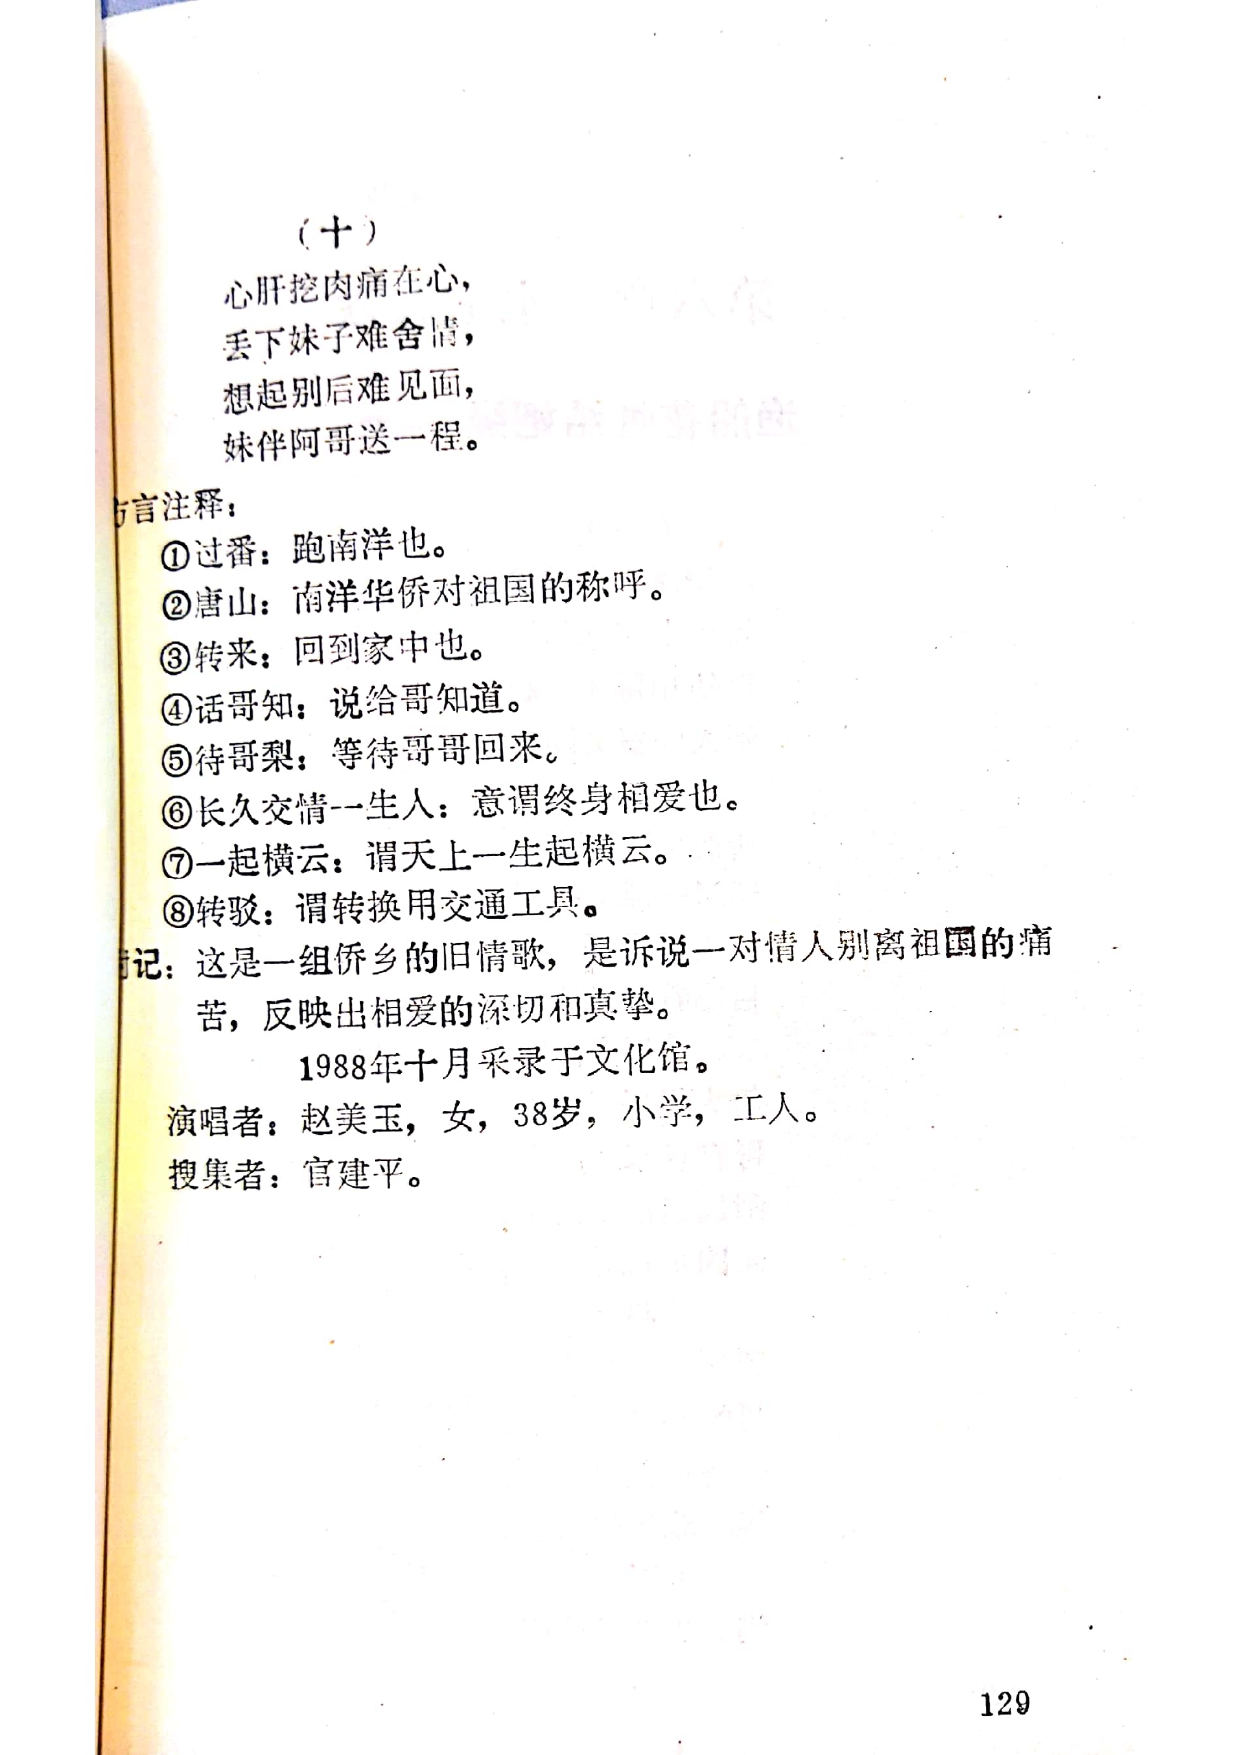 （十）
心肝挖肉痛在心，
丢下妹子难舍情，
想起别后难见面，
妹伴阿哥送一程。
方言注释：
①过番：跑南洋也。
②唐山：南洋华侨对祖国的称呼。
③转来：回到家中也。
④话哥知：说给哥知道。
⑤待哥梨：等待哥哥回来。
⑥长久交情一生人：意谓终身相爱也。
⑦一起横云：谓天上一生起横云。
⑧转驳：谓转换用交通工具。
记：这是一组侨乡的旧情歌，是诉说一对情人别离祖国的痛
苦，反映出相爱的深切和真挚。
1988年十月采录于文化馆。
演唱者：赵美玉，女，38岁，小学，工人。
搜集者：官建平。
129